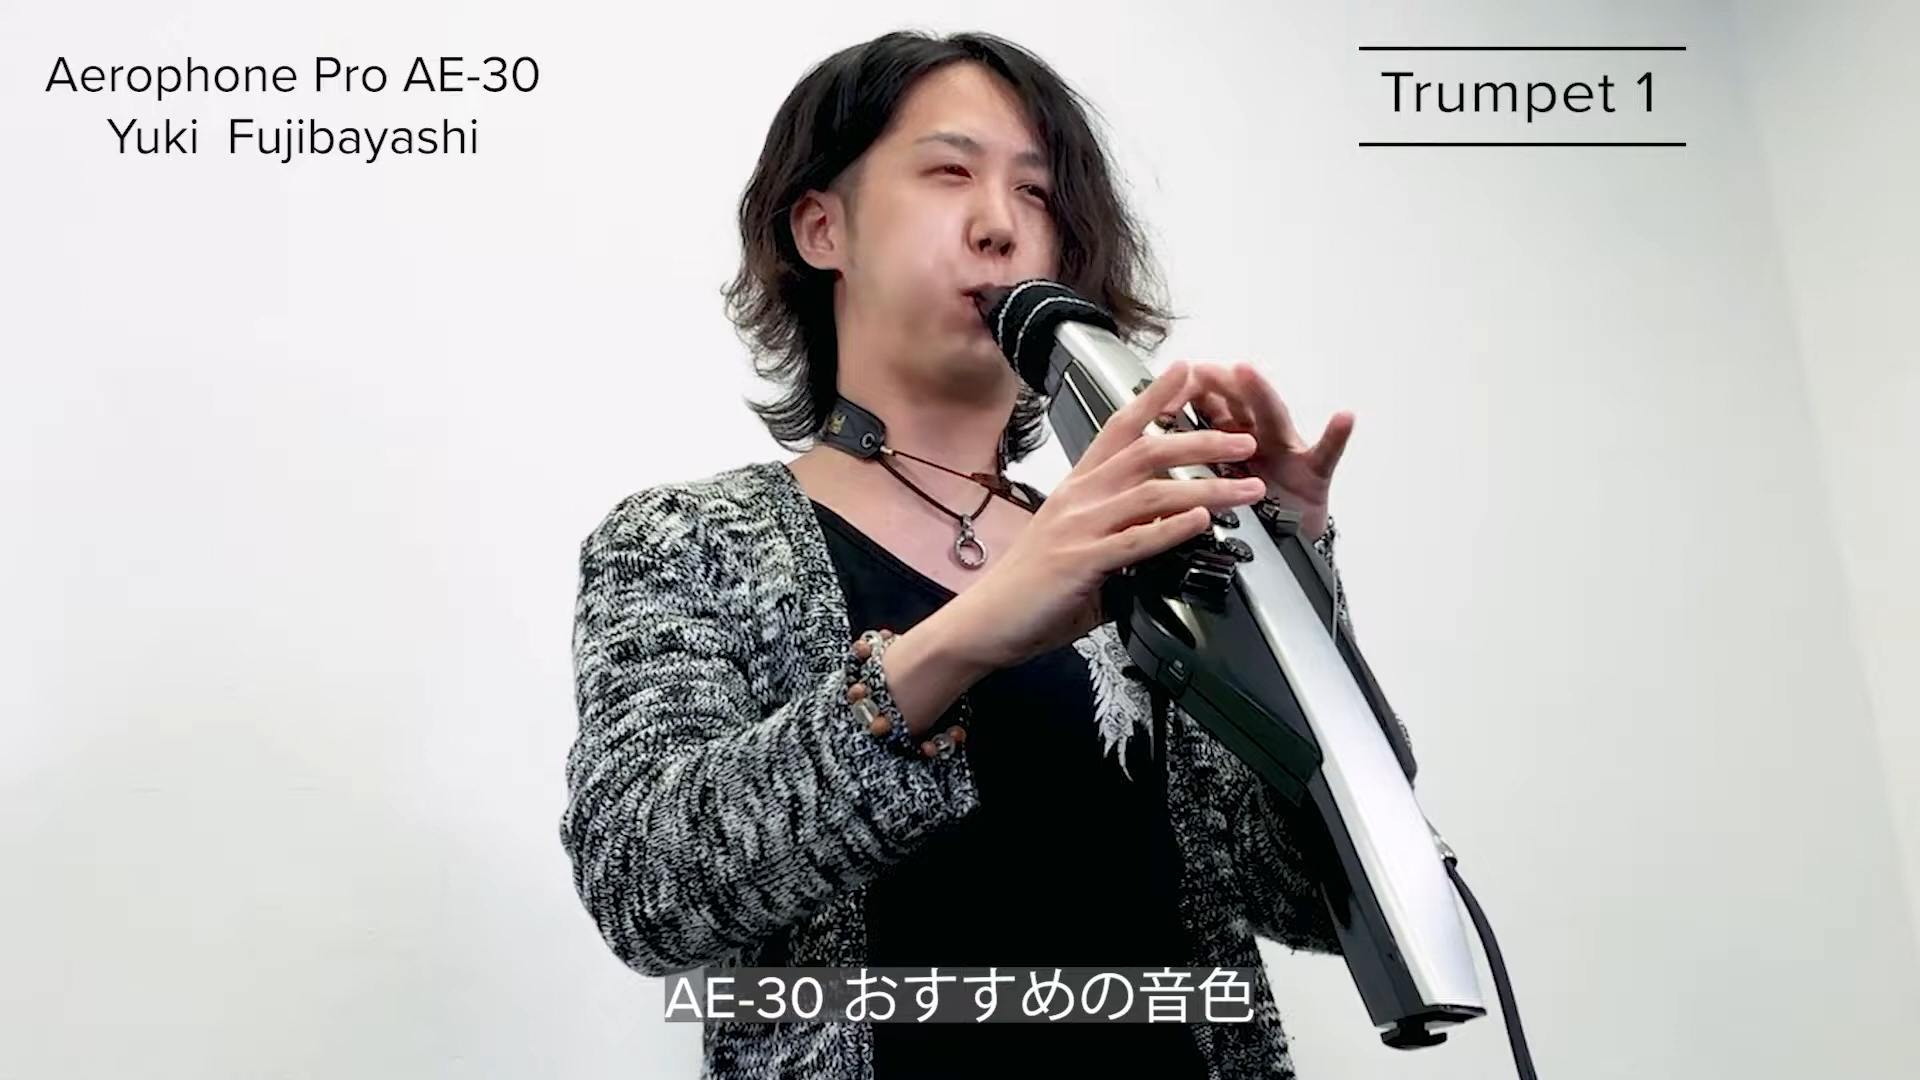 Aerophone Pro AE-30
Yuki Fujibayashi
Trumpet 1
AE-30 おすすめの音色